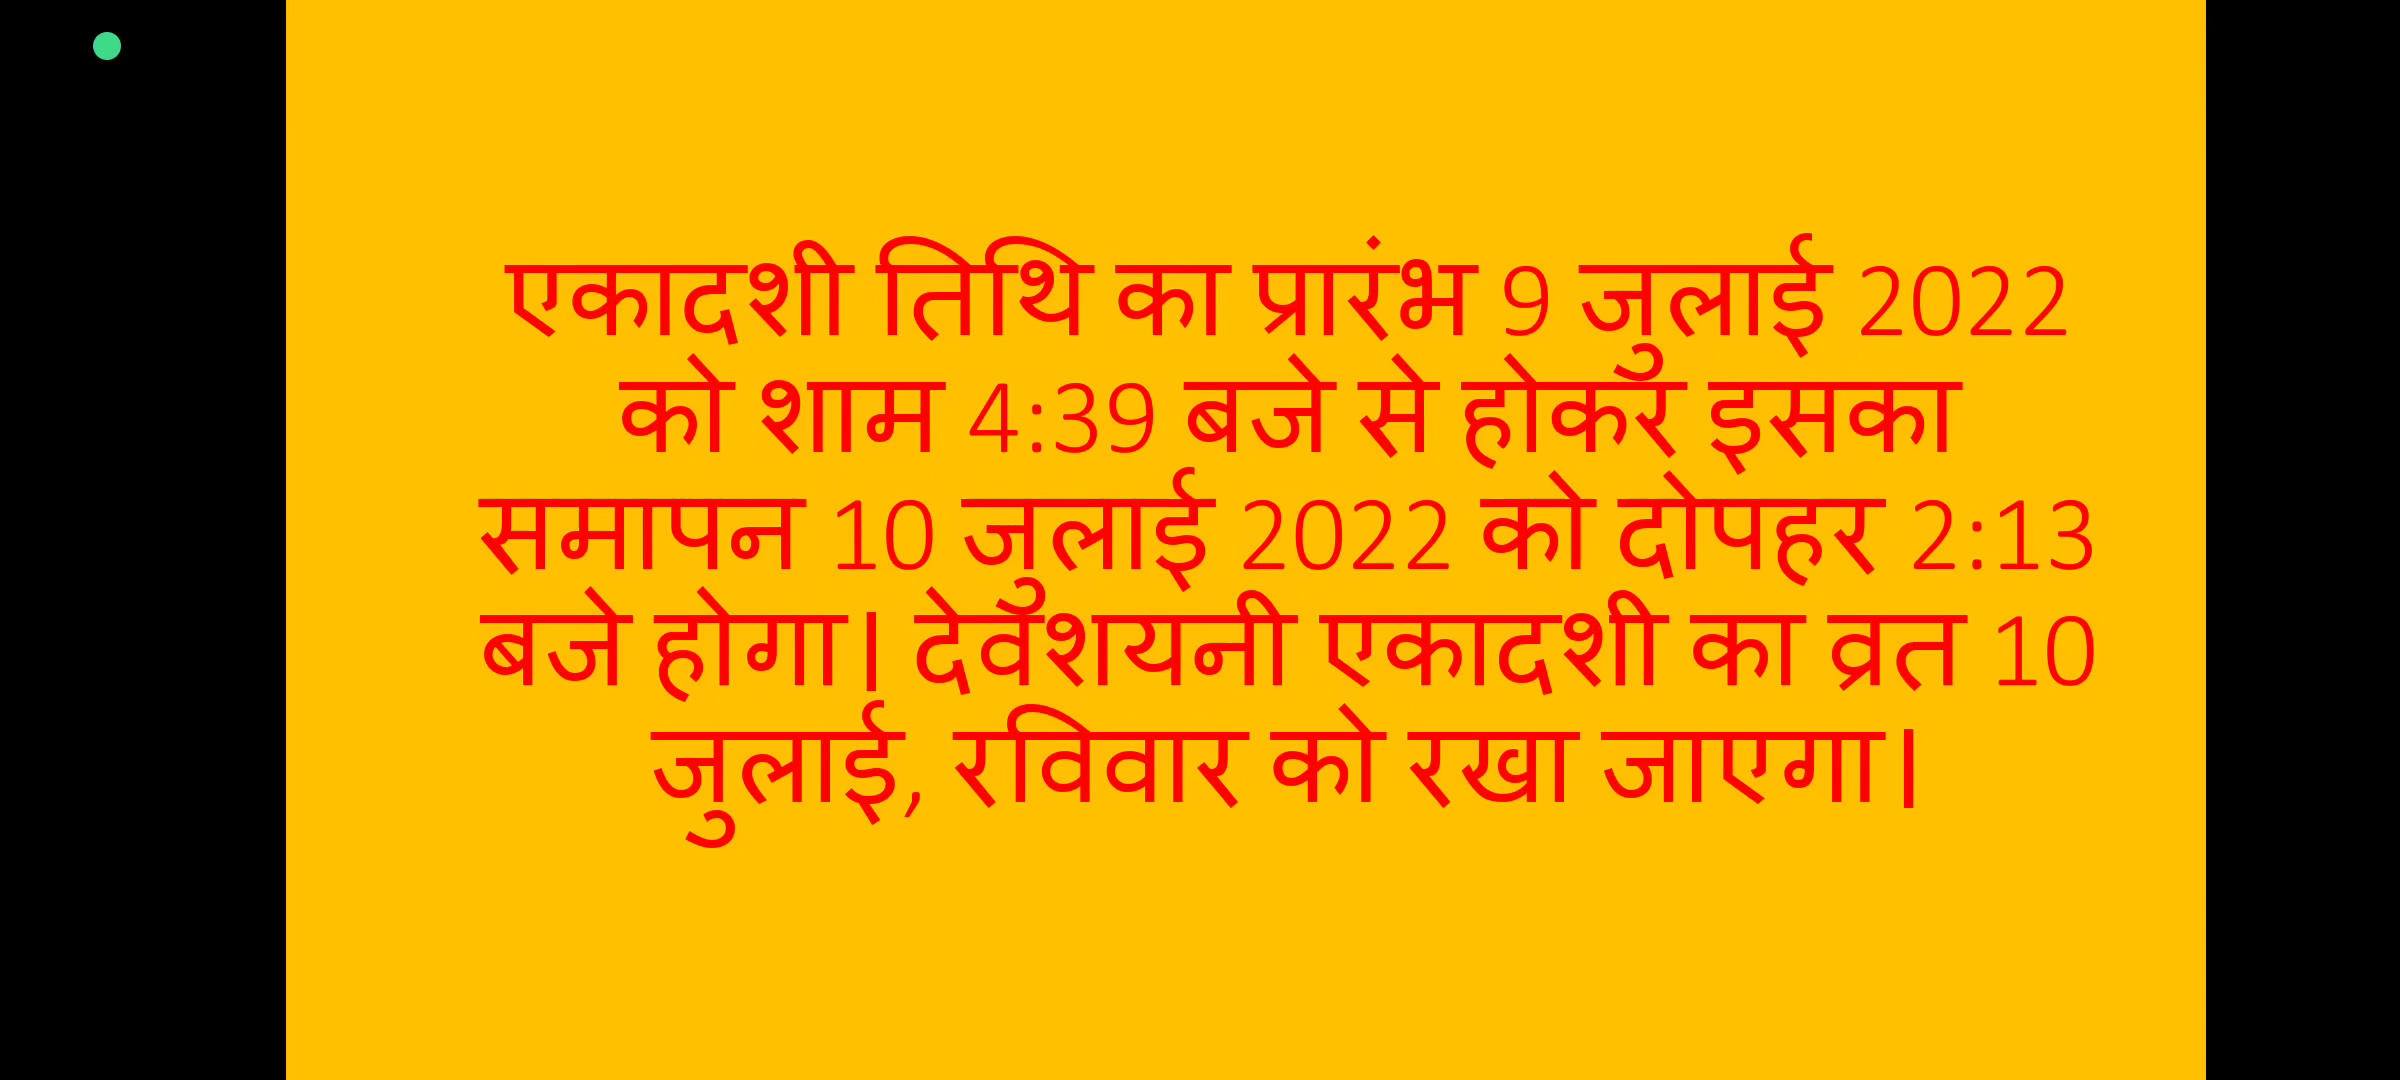 एकादशी तिथि का प्रारंभ 9 जुलाई 2022
को शाम 4:39 बजे से होकर इसका
समापन 10 जुलाई 2022 को दोपहर 2:13
बजे होगा। देवशयनी एकादशी का व्रत 10
जुलाई, रविवार को रखा जाएगा।